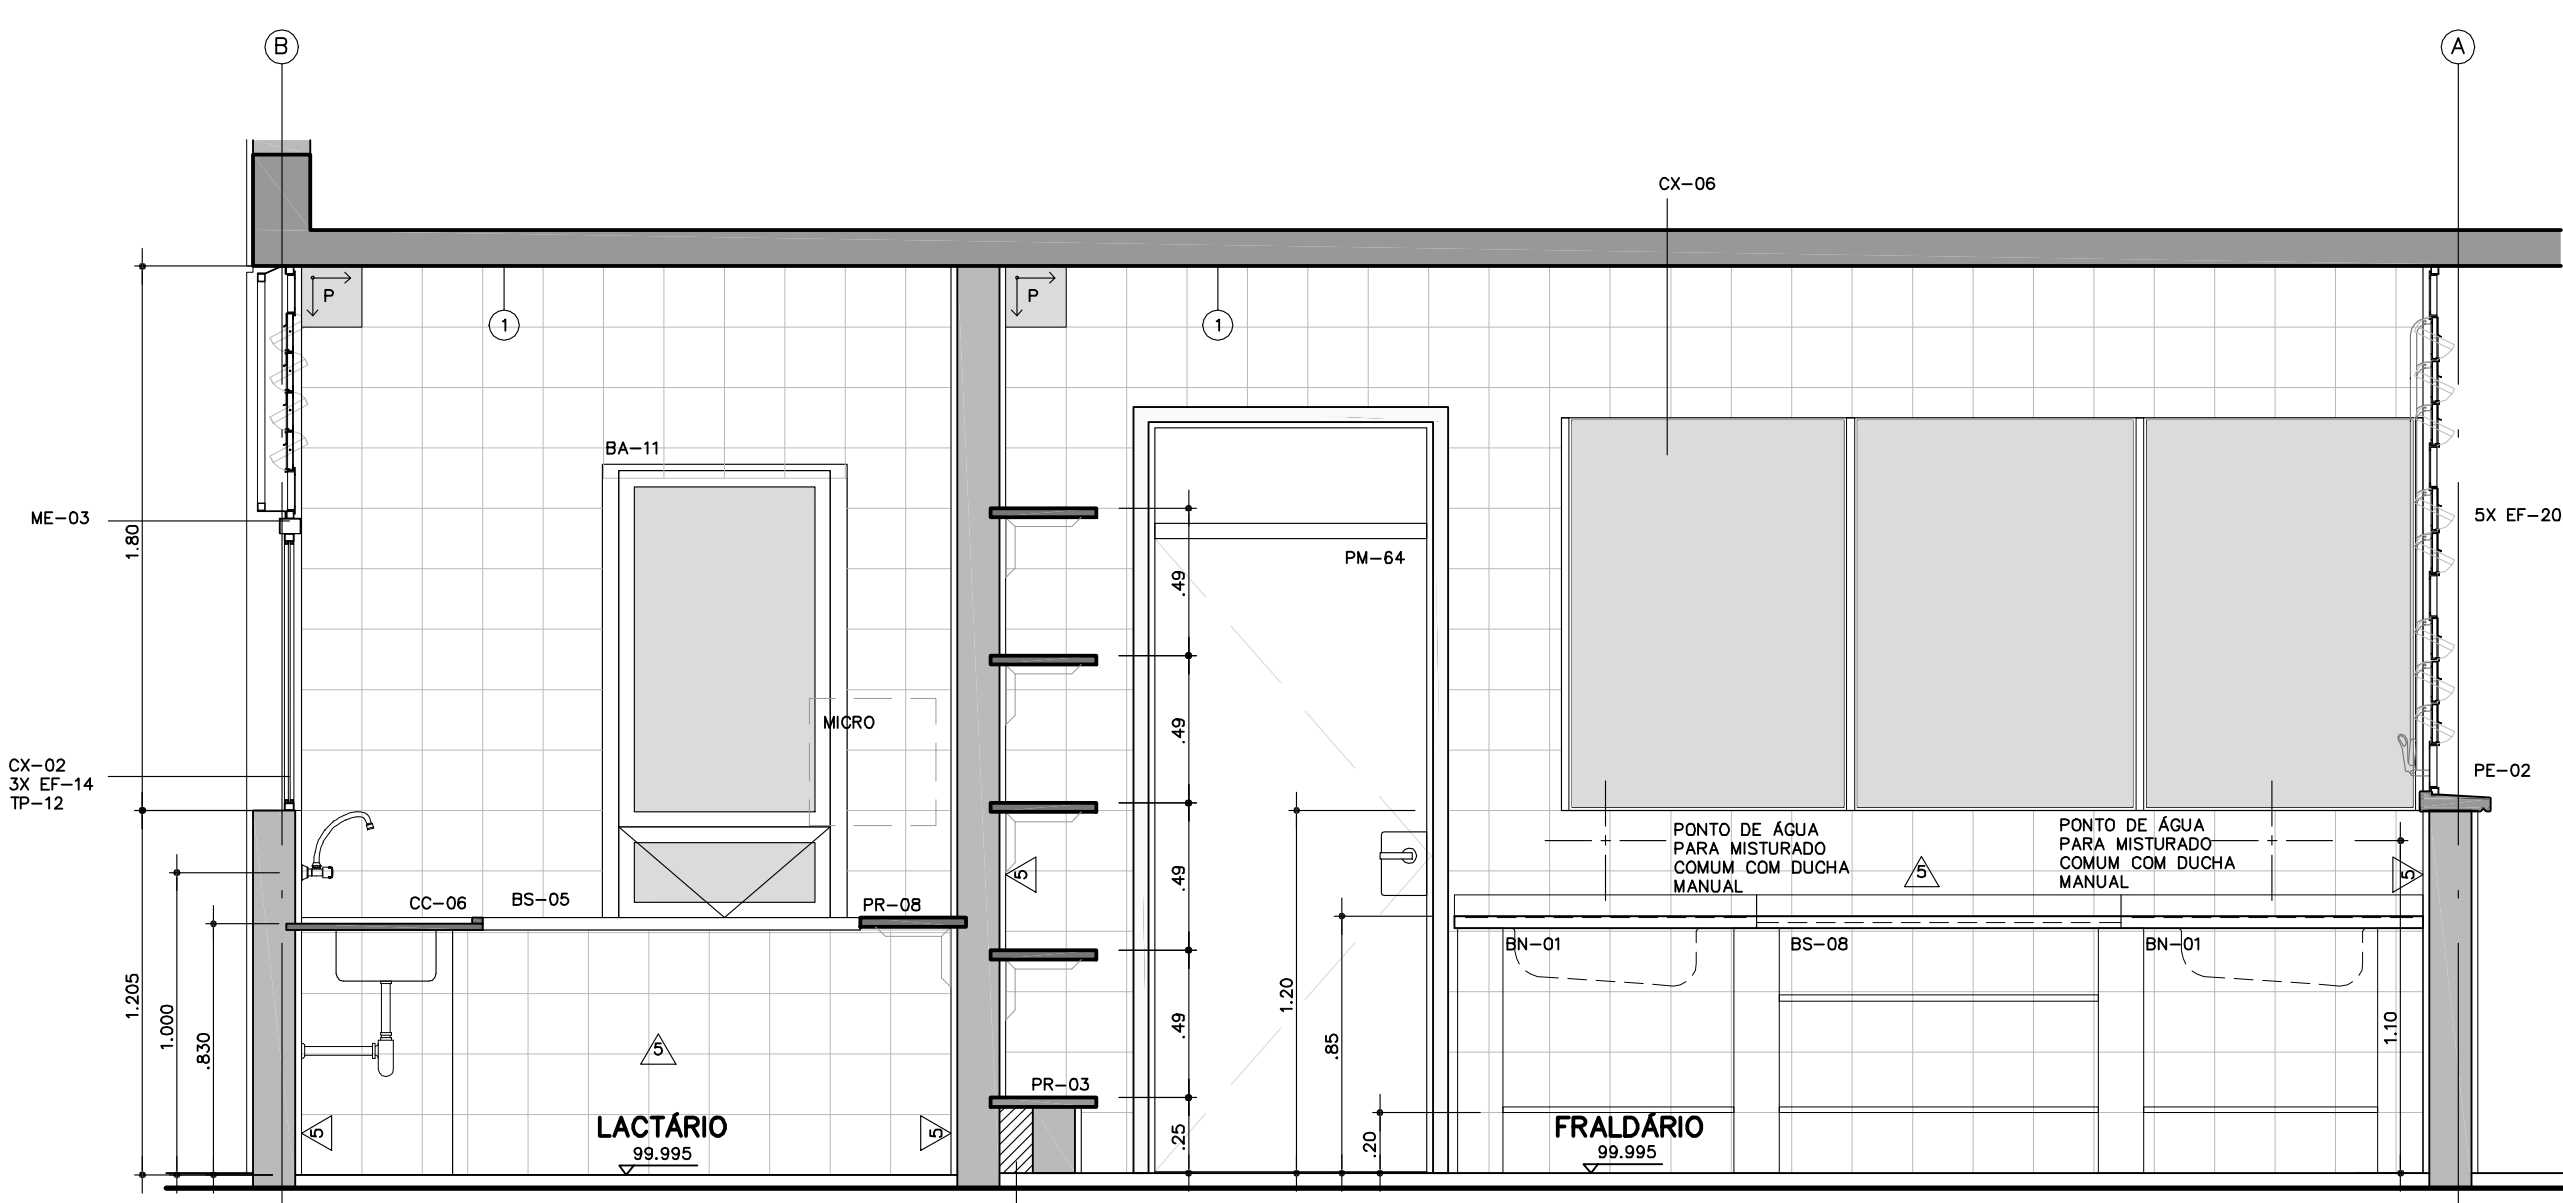 B
A
CX-06
P
P
1
1
BA-11
ME-03
1.80
5X EF-20
PM-64
.49
.49
.49
.49
.25
MICRO
CX-02
3X EF-14
TP-12
PE-02
PONTO DE ÁGUA
PARA MISTURADO
COMUM COM DUCHA
MANUAL
PONTO DE ÁGUA
PARA MISTURADO
COMUM COM DUCHA
MANUAL
5
5
5
CC-06
BS-05
PR-08
BN-01
BS-08
BN-01
1.205
1.000
.830
1.20
.85
.20
1.10
5
5
5
PR-03
LACTÁRIO
99.995
FRALDÁRIO
99.995